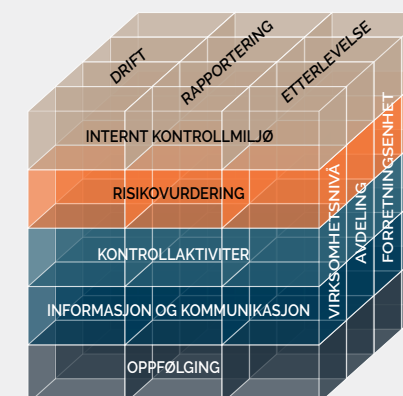 DRIFT
RAPPORTERING
ETTERLEVELSE
INTERNT KONTROLLMILJØ
RISIKOVURDERING
KONTROLLAKTIVITER
INFORMASJON OG KOMMUNIKASJON
OPPFØLGING
VIRKSOMHETSNIVÅ
AVDELING
FORRETNINGSENHET